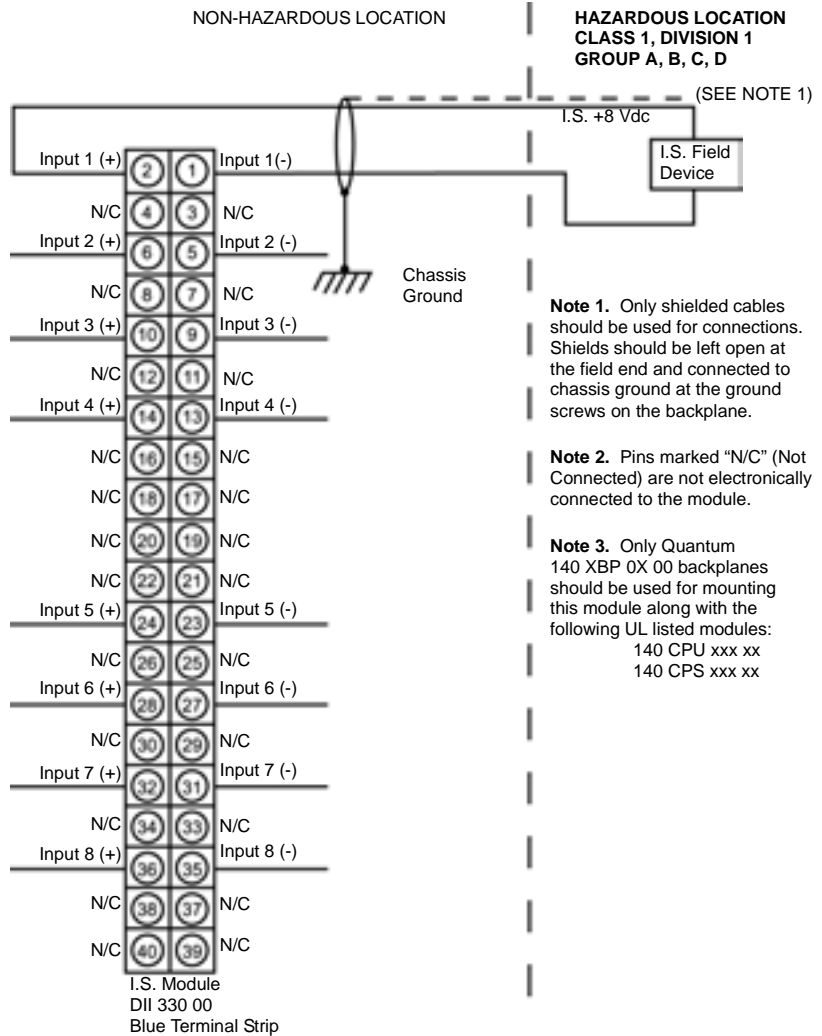 NON-HAZARDOUS LOCATION
HAZARDOUS LOCATION
CLASS 1, DIVISION 1
GROUP A, B, C, D
(SEE NOTE 1)
I.S. +8 Vdc
I.S. Field
Device
Input 1 (+) 2 1 Input 1(-)
N/C 4 3 N/C
Input 2 (+) 6 5 Input 2 (-)
N/C 8 7 N/C
Input 3 (+) 10 9 Input 3 (-)
N/C 12 11 N/C
Input 4 (+) 14 13 Input 4 (-)
N/C 16 15 N/C
N/C 18 17 N/C
N/C 20 19 N/C
N/C 22 21 N/C
Input 5 (+) 24 23 Input 5 (-)
N/C 26 25 N/C
Input 6 (+) 28 27 Input 6 (-)
N/C 30 29 N/C
Input 7 (+) 32 31 Input 7 (-)
N/C 34 33 N/C
Input 8 (+) 36 35 Input 8 (-)
N/C 38 37 N/C
N/C 40 39 N/C
I.S. Module
DII 330 00
Blue Terminal Strip
Chassis
Ground
Note 1. Only shielded cables
should be used for connections.
Shields should be left open at
the field end and connected to
chassis ground at the ground
screws on the backplane.
Note 2. Pins marked “N/C” (Not
Connected) are not electronically
connected to the module.
Note 3. Only Quantum
140 XBP 0X 00 backplanes
should be used for mounting
this module along with the
following UL listed modules:
140 CPU xxx xx
140 CPS xxx xx